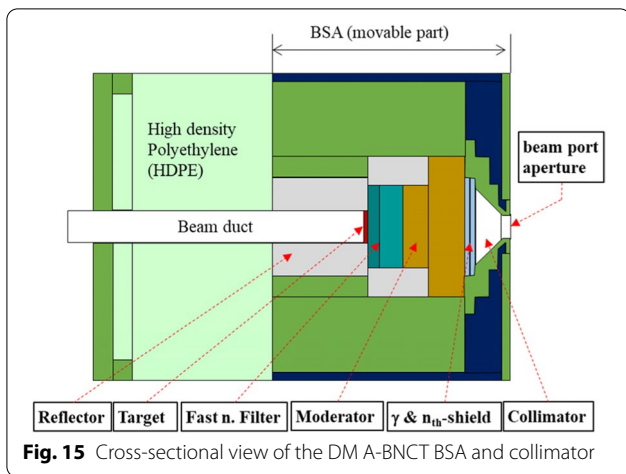 BSA (movable part)
High density
Polyethylene
(HDPE)
beam port
aperture
Beam duct
Reflector
Target
Fast n. Filter
Moderator
γ & nth-shield
Collimator
Fig. 15 Cross-sectional view of the DM A-BNCT BSA and collimator